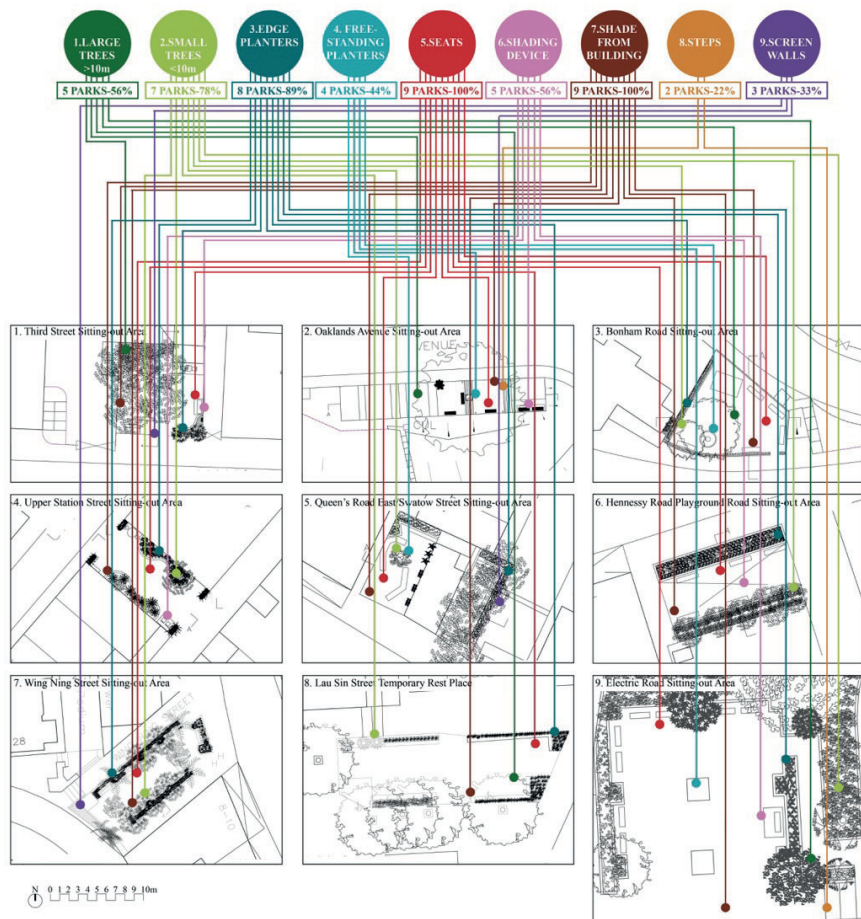 1.LARGE
TREES
>10m
2.SMALL
TREES
<10m
3.EDGE
PLANTERS
4. FREE-
STANDING
PLANTERS
5.SEATS
6.SHADING
DEVICE
7.SHADE
FROM
BUILDING
8.STEPS
9.SCREEN
WALLS
5 PARKS-56%
7 PARKS-78%
8 PARKS-89%
4 PARKS-44%
9 PARKS-100%
5 PARKS-56%
9 PARKS-100%
2 PARKS-22%
3 PARKS-33%
1. Third Street Sitting-out Area
2. Oaklands Avenue Sitting-out Area
VENUE
3. Bonham Road Sitting-out Area
4. Upper Station Street Sitting-out Area
5. Queen's Road East Swatow Street Sitting-out Area
6. Hennessy Road Playground Road Sitting-out Area
7. Wing Ning Street Sitting-out Area
STREET
28
8-10
8. Lau Sin Street Temporary Rest Place
9. Electric Road Sitting-out Area
N
0 1 2 3 4 5 6 7 8 9 10m